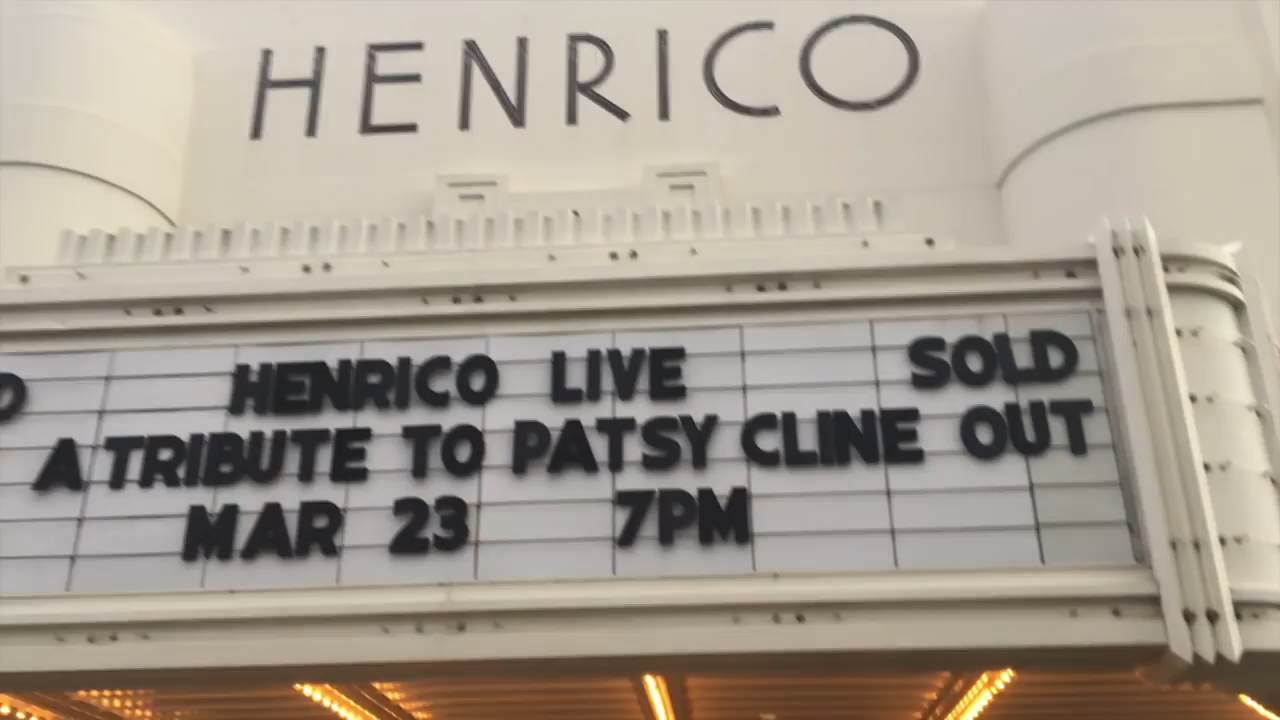 HENRICO
HENRICO LIVE SOLD
A TRIBUTE TO PATSY CLINE OUT
MAR 23 7PM